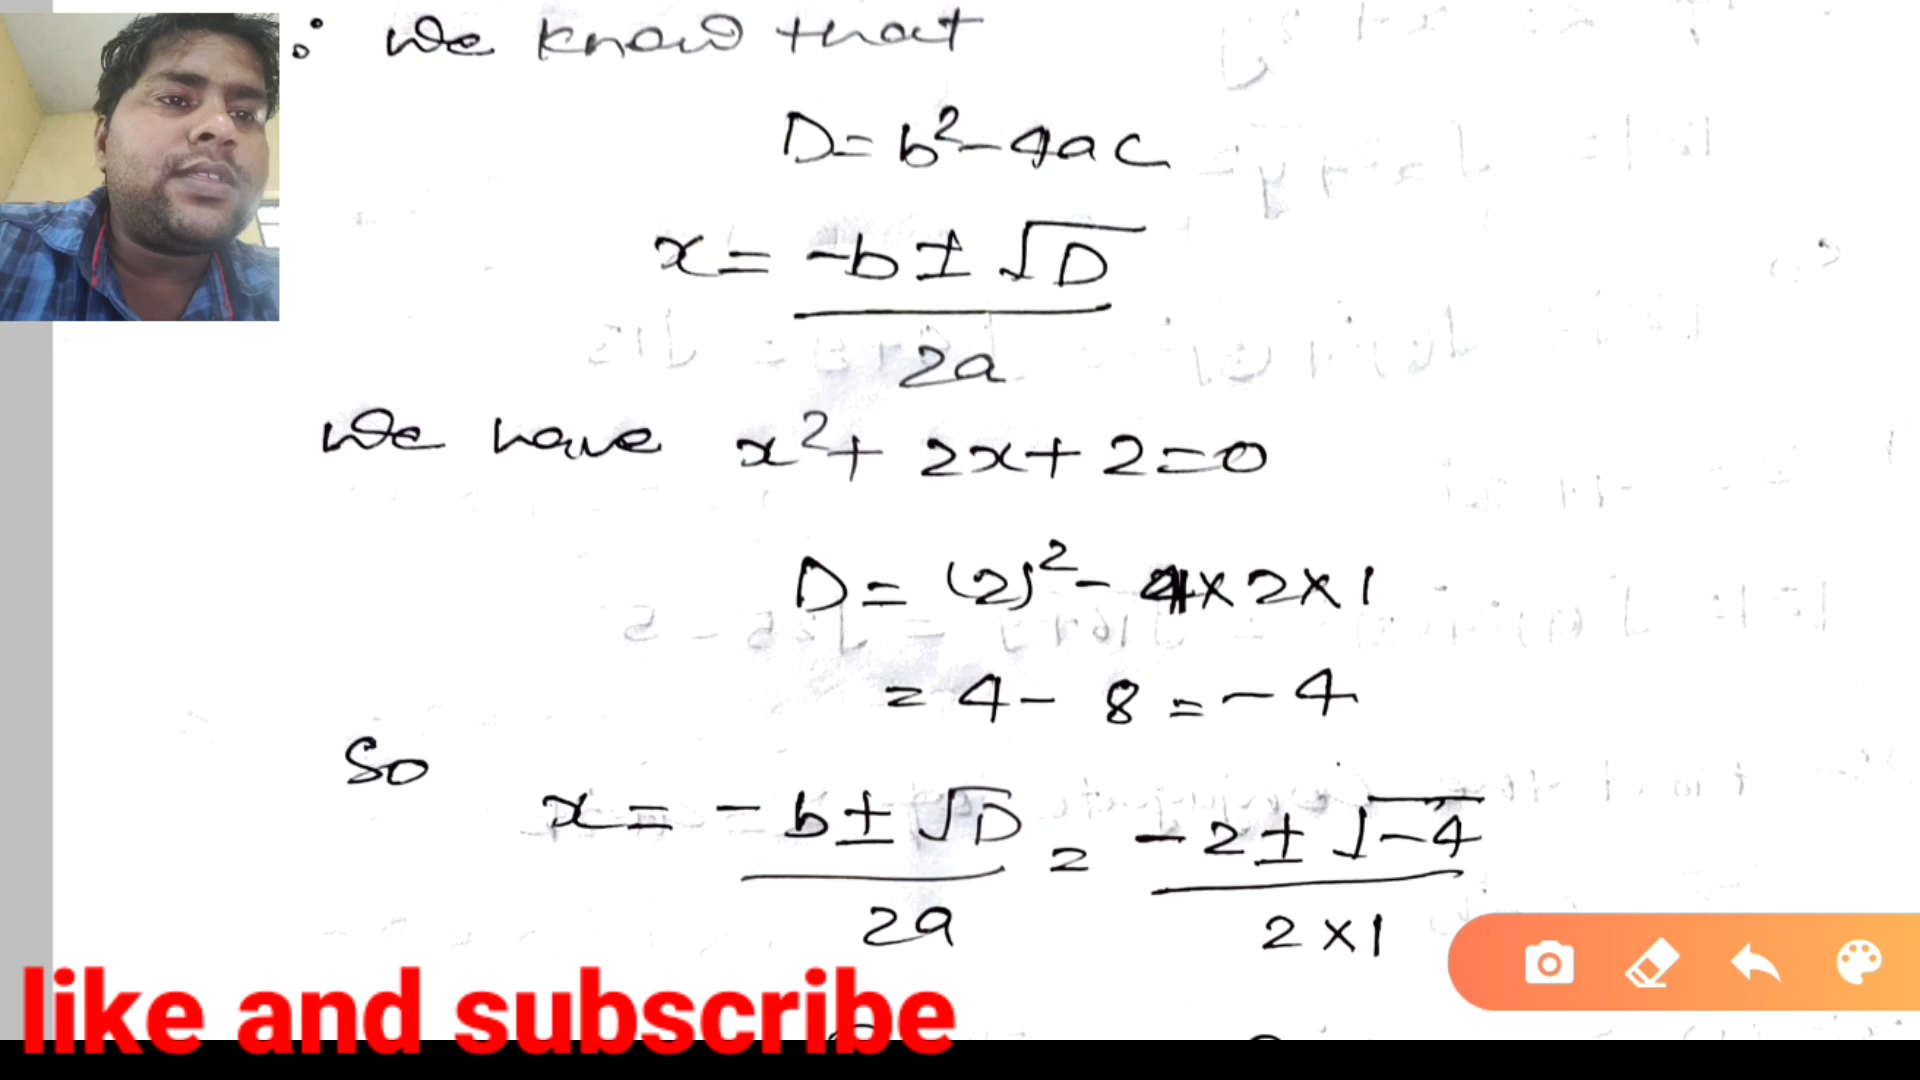 : we know that
D = b² - 4ac
x = -b ± √D
2a
we have x² + 2x + 2 = 0
D = (2)² - 4 × 2 × 1
= 4 - 8 = -4
So
x = -b ± √D = -2 ± √-4
2a 2 × 1
like and subscribe